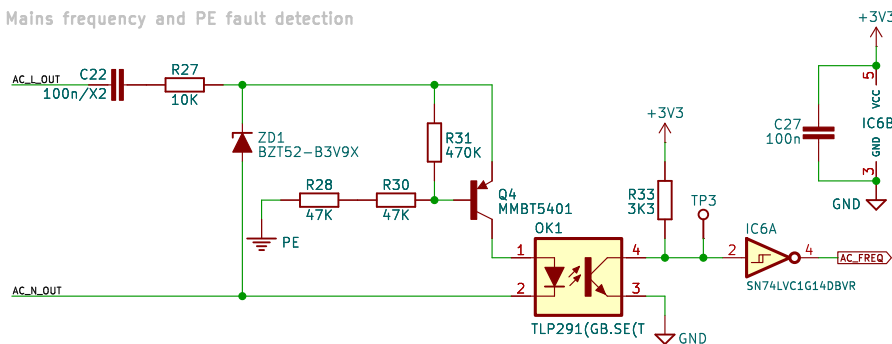 Mains frequency and PE fault detection
+3V3
C22
R27
AC_L_OUT
100n/X2
10K
5
VCC
+3V3
C27
100n
IC6B
ZD1
BZT52-B3V9X
R31
470K
GND
3
R28
R30
Q4
MMBT5401
R33
3K3
TP3
GND
47K
47K
OK1
IC6A
PE
1
4
2
4
AC_FREQ
AC_N_OUT
2
3
SN74LVC1G14DBVR
TLP291(GB.SE(T
GND